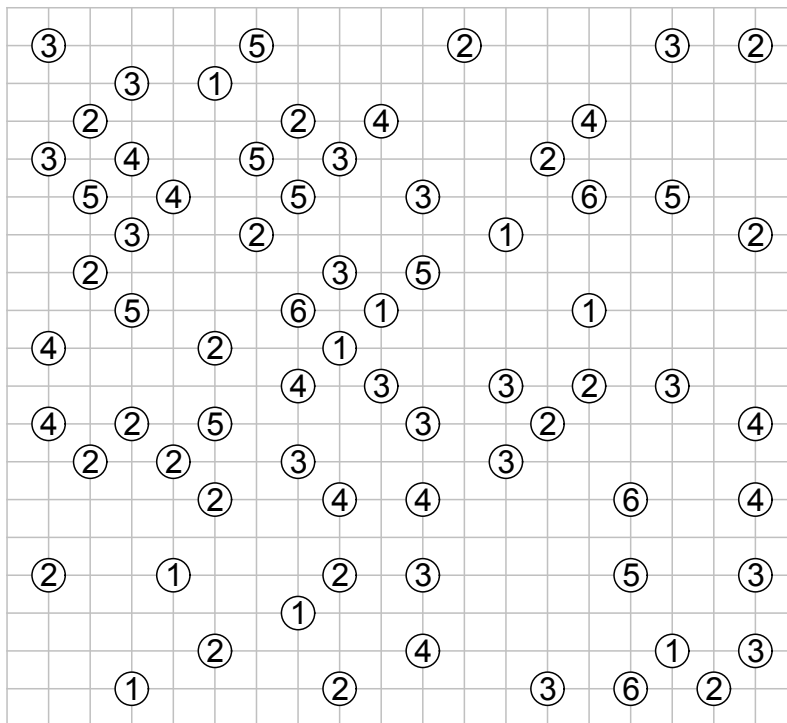 3 5 2 3 2
3 1
2 2 4 4
3 4 5 3 2
5 4 5 3 6 5
3 2 1 2
2 3 5
5 6 1 1
4 2 1
4 3 3 2 3
4 2 5 3 2 4
2 2 3 3
2 4 4 6 4
2 1 2 3 5 3
1
2 4 1 3
1 2 3 6 2